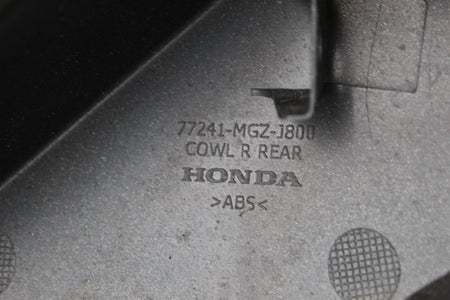 77241-MGZ-J800
COWL R REAR
HONDA
>ABS<